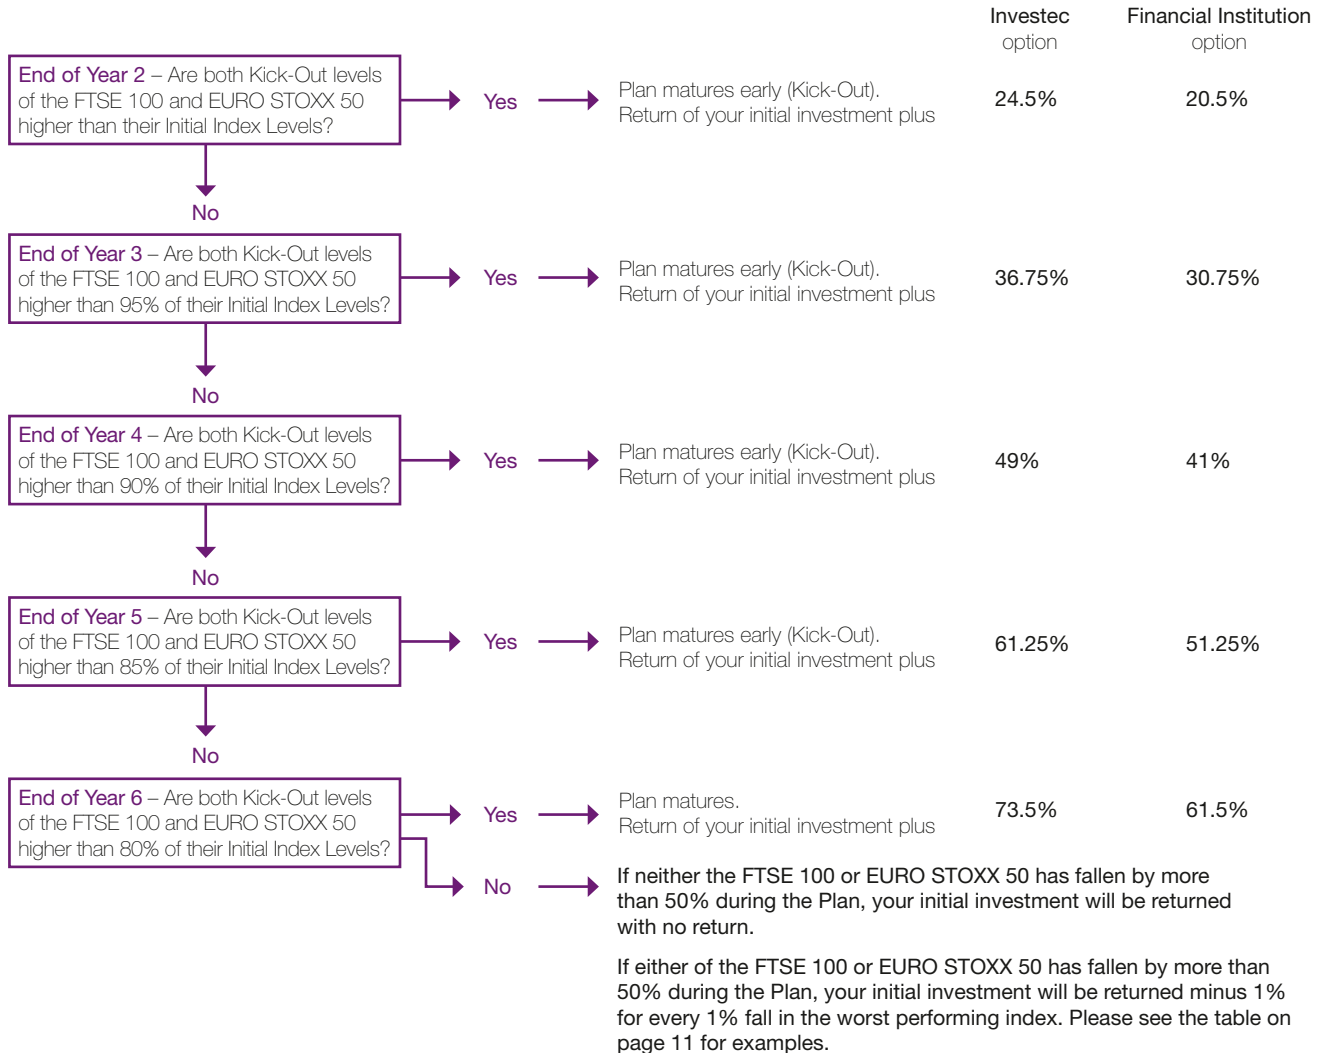 Investec Financial Institution
option option
End of Year 2 – Are both Kick-Out levels
of the FTSE 100 and EURO STOXX 50
higher than their Initial Index Levels?
Yes
Plan matures early (Kick-Out).
Return of your initial investment plus
24.5% 20.5%
No
End of Year 3 – Are both Kick-Out levels
of the FTSE 100 and EURO STOXX 50
higher than 95% of their Initial Index Levels?
Yes
Plan matures early (Kick-Out).
Return of your initial investment plus
36.75% 30.75%
No
End of Year 4 – Are both Kick-Out levels
of the FTSE 100 and EURO STOXX 50
higher than 90% of their Initial Index Levels?
Yes
Plan matures early (Kick-Out).
Return of your initial investment plus
49% 41%
No
End of Year 5 – Are both Kick-Out levels
of the FTSE 100 and EURO STOXX 50
higher than 85% of their Initial Index Levels?
Yes
Plan matures early (Kick-Out).
Return of your initial investment plus
61.25% 51.25%
No
End of Year 6 – Are both Kick-Out levels
of the FTSE 100 and EURO STOXX 50
higher than 80% of their Initial Index Levels?
Yes
Plan matures.
Return of your initial investment plus
73.5% 61.5%
No
If neither the FTSE 100 or EURO STOXX 50 has fallen by more
than 50% during the Plan, your initial investment will be returned
with no return.
If either of the FTSE 100 or EURO STOXX 50 has fallen by more than
50% during the Plan, your initial investment will be returned minus 1%
for every 1% fall in the worst performing index. Please see the table on
page 11 for examples.